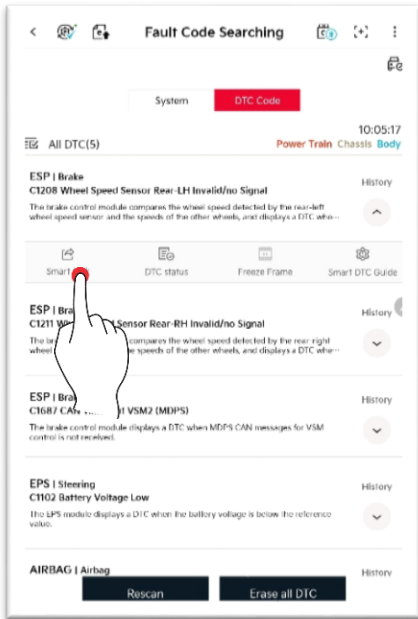 Fault Code Searching
System DTC Code
10:05:17
All DTC(5) Power Train Chassis Body
ESP | Brake
C1208 Wheel Speed Sensor Rear-LH Invalid/no Signal
History
The brake control module compares the wheel speed detected by the rear-left
wheel speed sensor and the speeds of the other wheels, and displays a DTC whe···
Smart DTC status Freeze Frame Smart DTC Guide
ESP | Bra
History
C1211 W Sensor Rear-RH Invalid/no Signal
The br compares the wheel speed detected by the rear-right
wheel speeds of the other wheels, and displays a DTC whe···
ESP | Bra
History
C1687 CAN VSM2 (MDPS)
The brake control module displays a DTC when MDPS CAN messages for VSM
control is not received.
EPS | Steering
History
C1102 Battery Voltage Low
The EPS module displays a DTC when the battery voltage is below the reference
value.
AIRBAG | Airbag
History
Rescan Erase all DTC